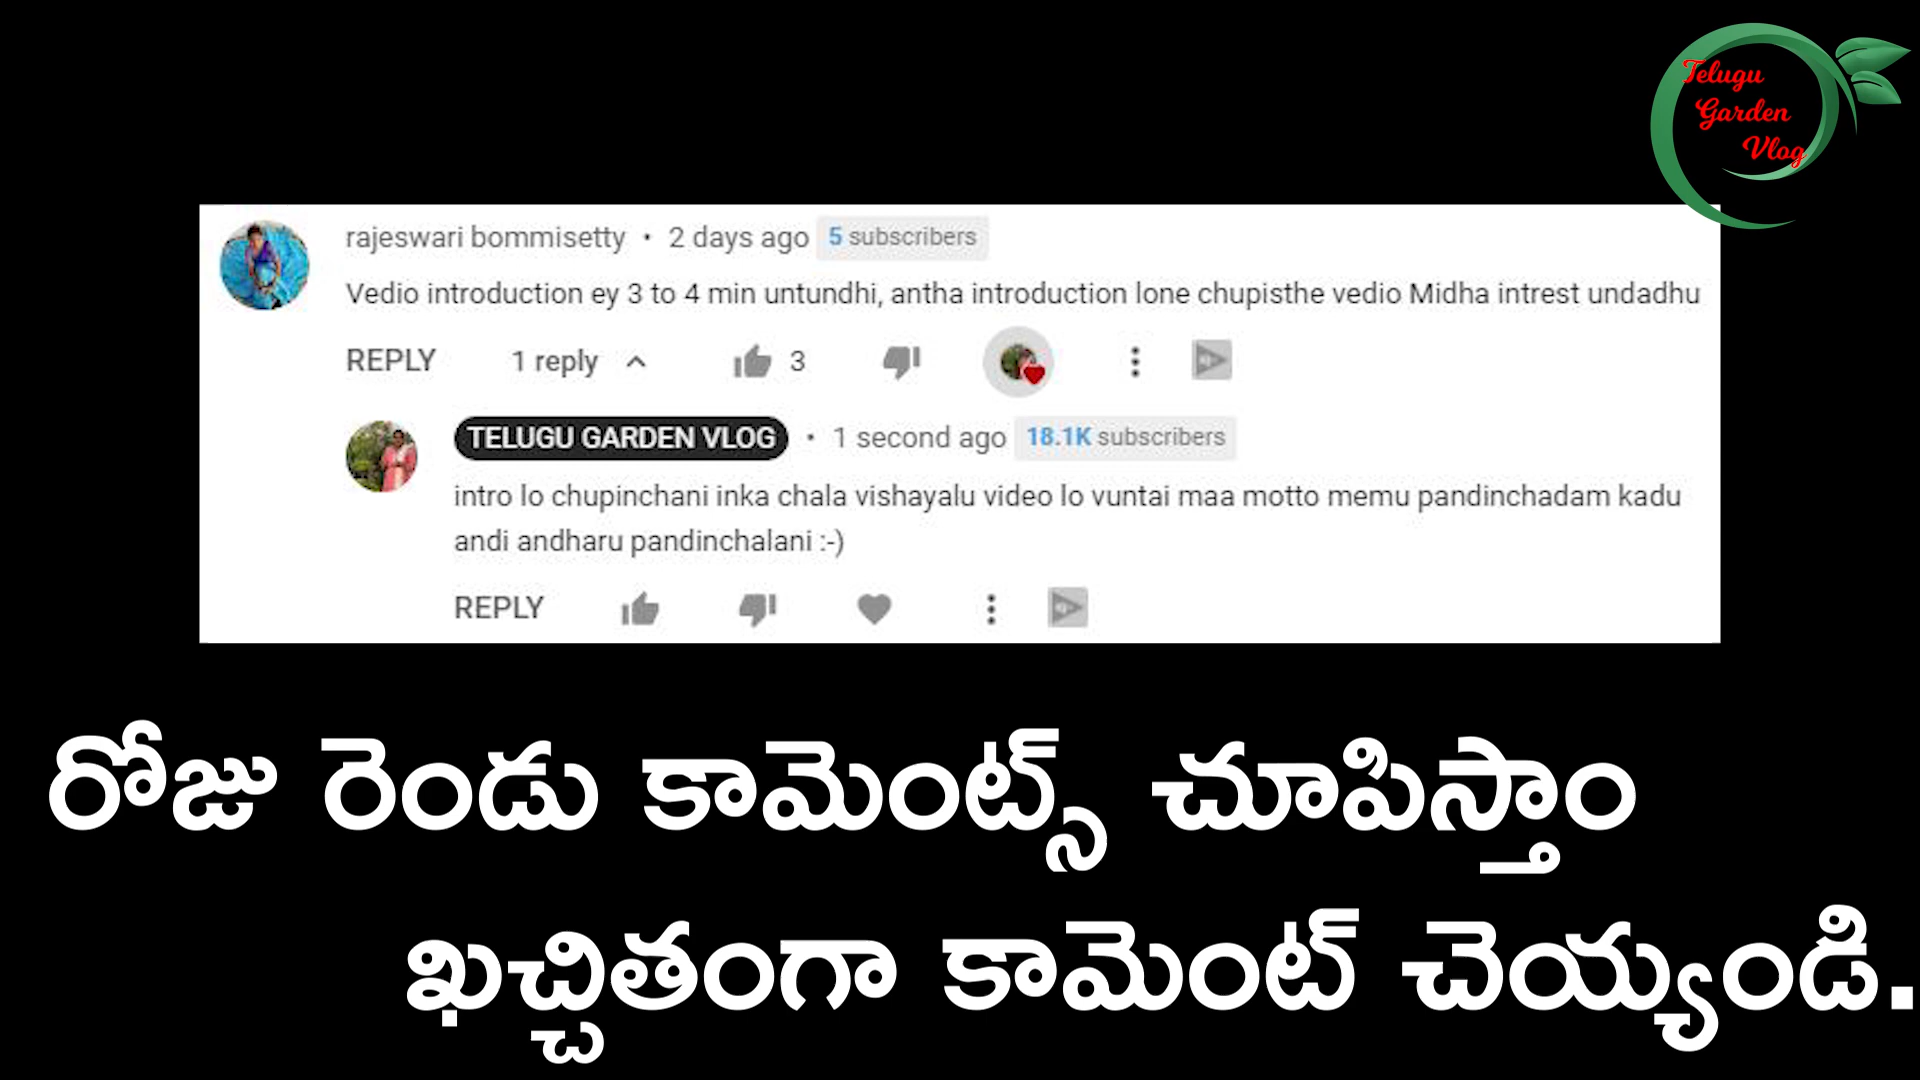 Telugu
Garden
Vlog
rajeswari bommisetty • 2 days ago 5 subscribers
Vedio introduction ey 3 to 4 min untundhi, antha introduction lone chupisthe vedio Midha intrest undadhu
REPLY 1 reply 3
TELUGU GARDEN VLOG • 1 second ago 18.1K subscribers
intro lo chupinchani inka chala vishayalu video lo vuntai maa motto memu pandinchadam kadu
andi andharu pandinchalani :-)
REPLY
రోజు రెండు కామెంట్స్ చూపిస్తాం
ఖచ్చితంగా కామెంట్ చెయ్యండి.